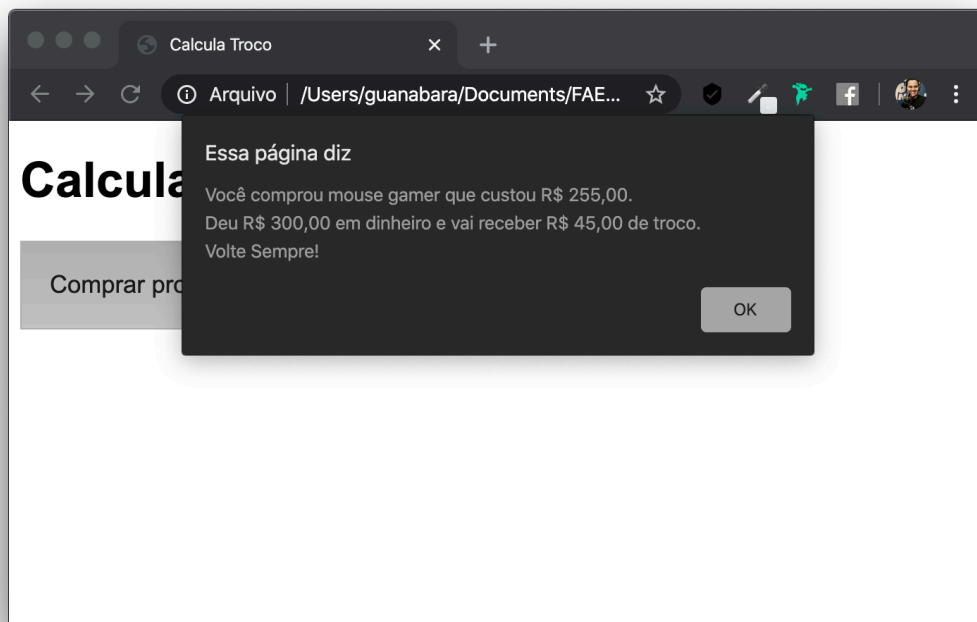 Calcula Troco
Arquivo /Users/guanabara/Documents/FAE...
Essa página diz
Você comprou mouse gamer que custou R$ 255,00.
Deu R$ 300,00 em dinheiro e vai receber R$ 45,00 de troco.
Volte Sempre!
OK
Calcula
Comprar pro